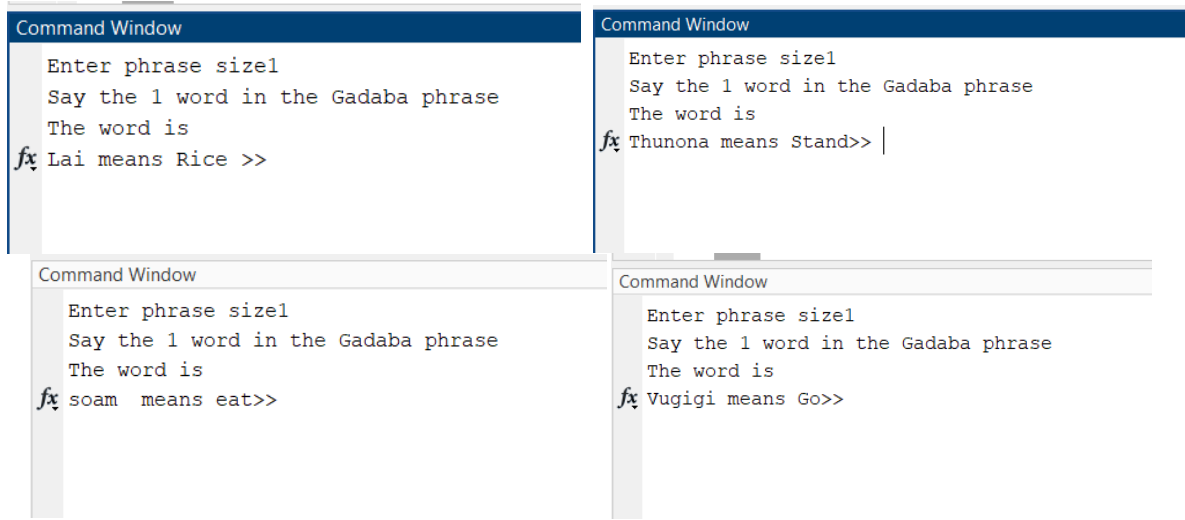 Command Window
Enter phrase size1
Say the 1 word in the Gadaba phrase
The word is
fx Lai means Rice >>
Command Window
Enter phrase size1
Say the 1 word in the Gadaba phrase
The word is
fx Thunona means Stand>>
Command Window
Enter phrase size1
Say the 1 word in the Gadaba phrase
The word is
fx soam  means eat>>
Command Window
Enter phrase size1
Say the 1 word in the Gadaba phrase
The word is
fx Vugigi means Go>>